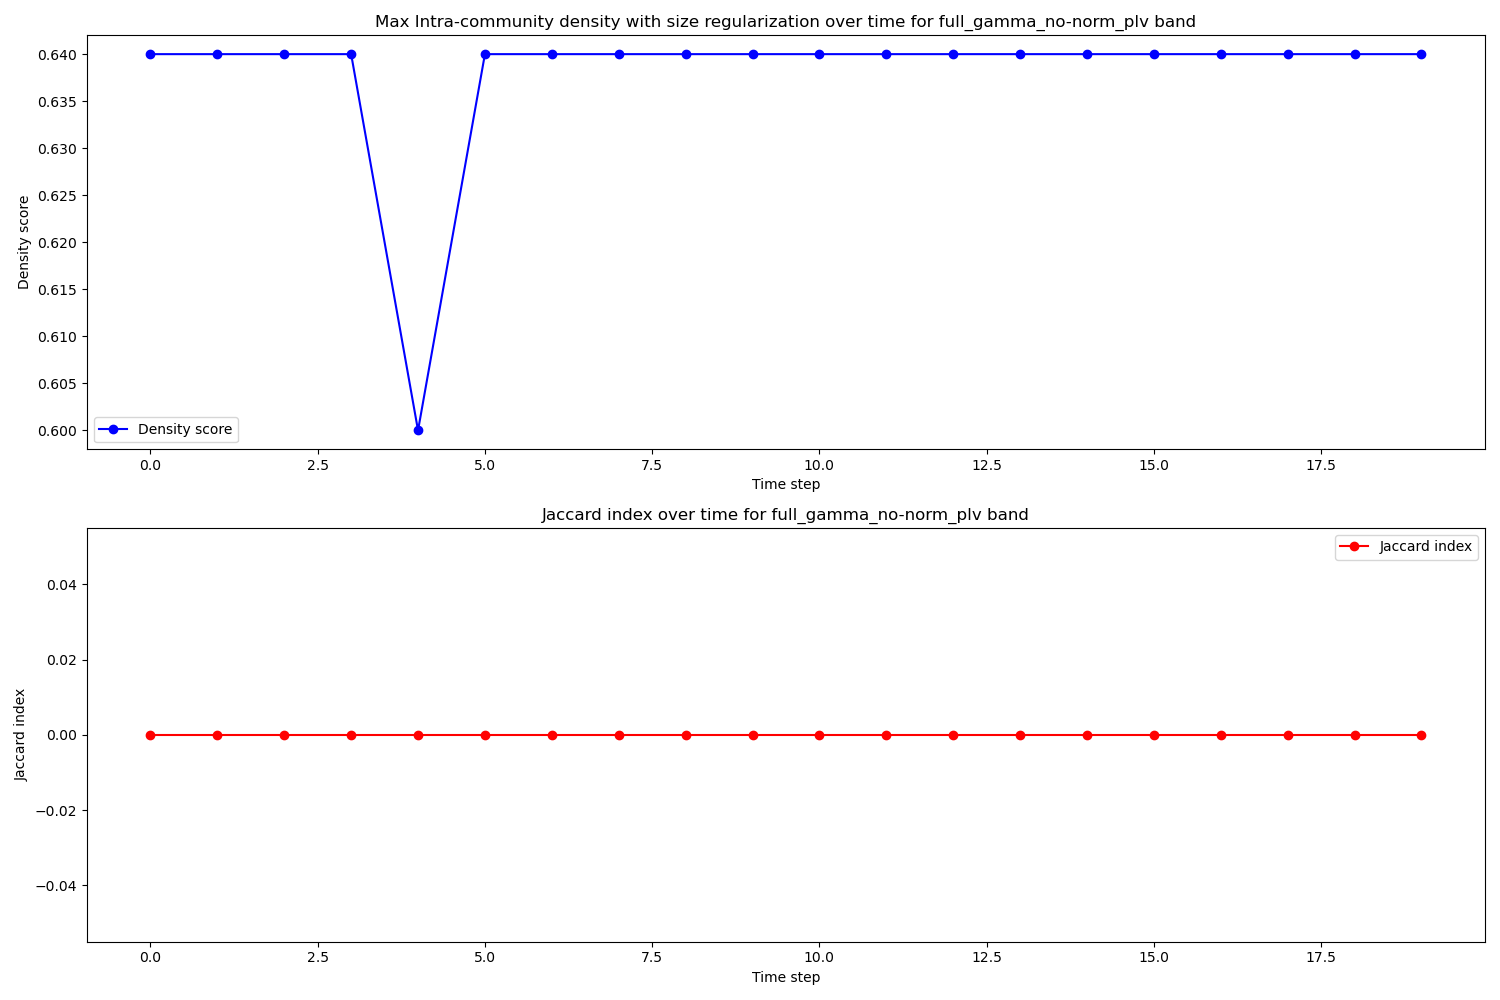 Max Intra-community density with size regularization over time for full_gamma_no-norm_plv band
0.640
0.635
0.630
0.625
0.620
0.615
0.610
0.605
0.600
Density score
Density score
0.0 2.5 5.0 7.5 10.0 12.5 15.0 17.5
Time step
Jaccard index over time for full_gamma_no-norm_plv band
Jaccard index
0.04
0.02
0.00
−0.02
−0.04
Jaccard index
0.0 2.5 5.0 7.5 10.0 12.5 15.0 17.5
Time step